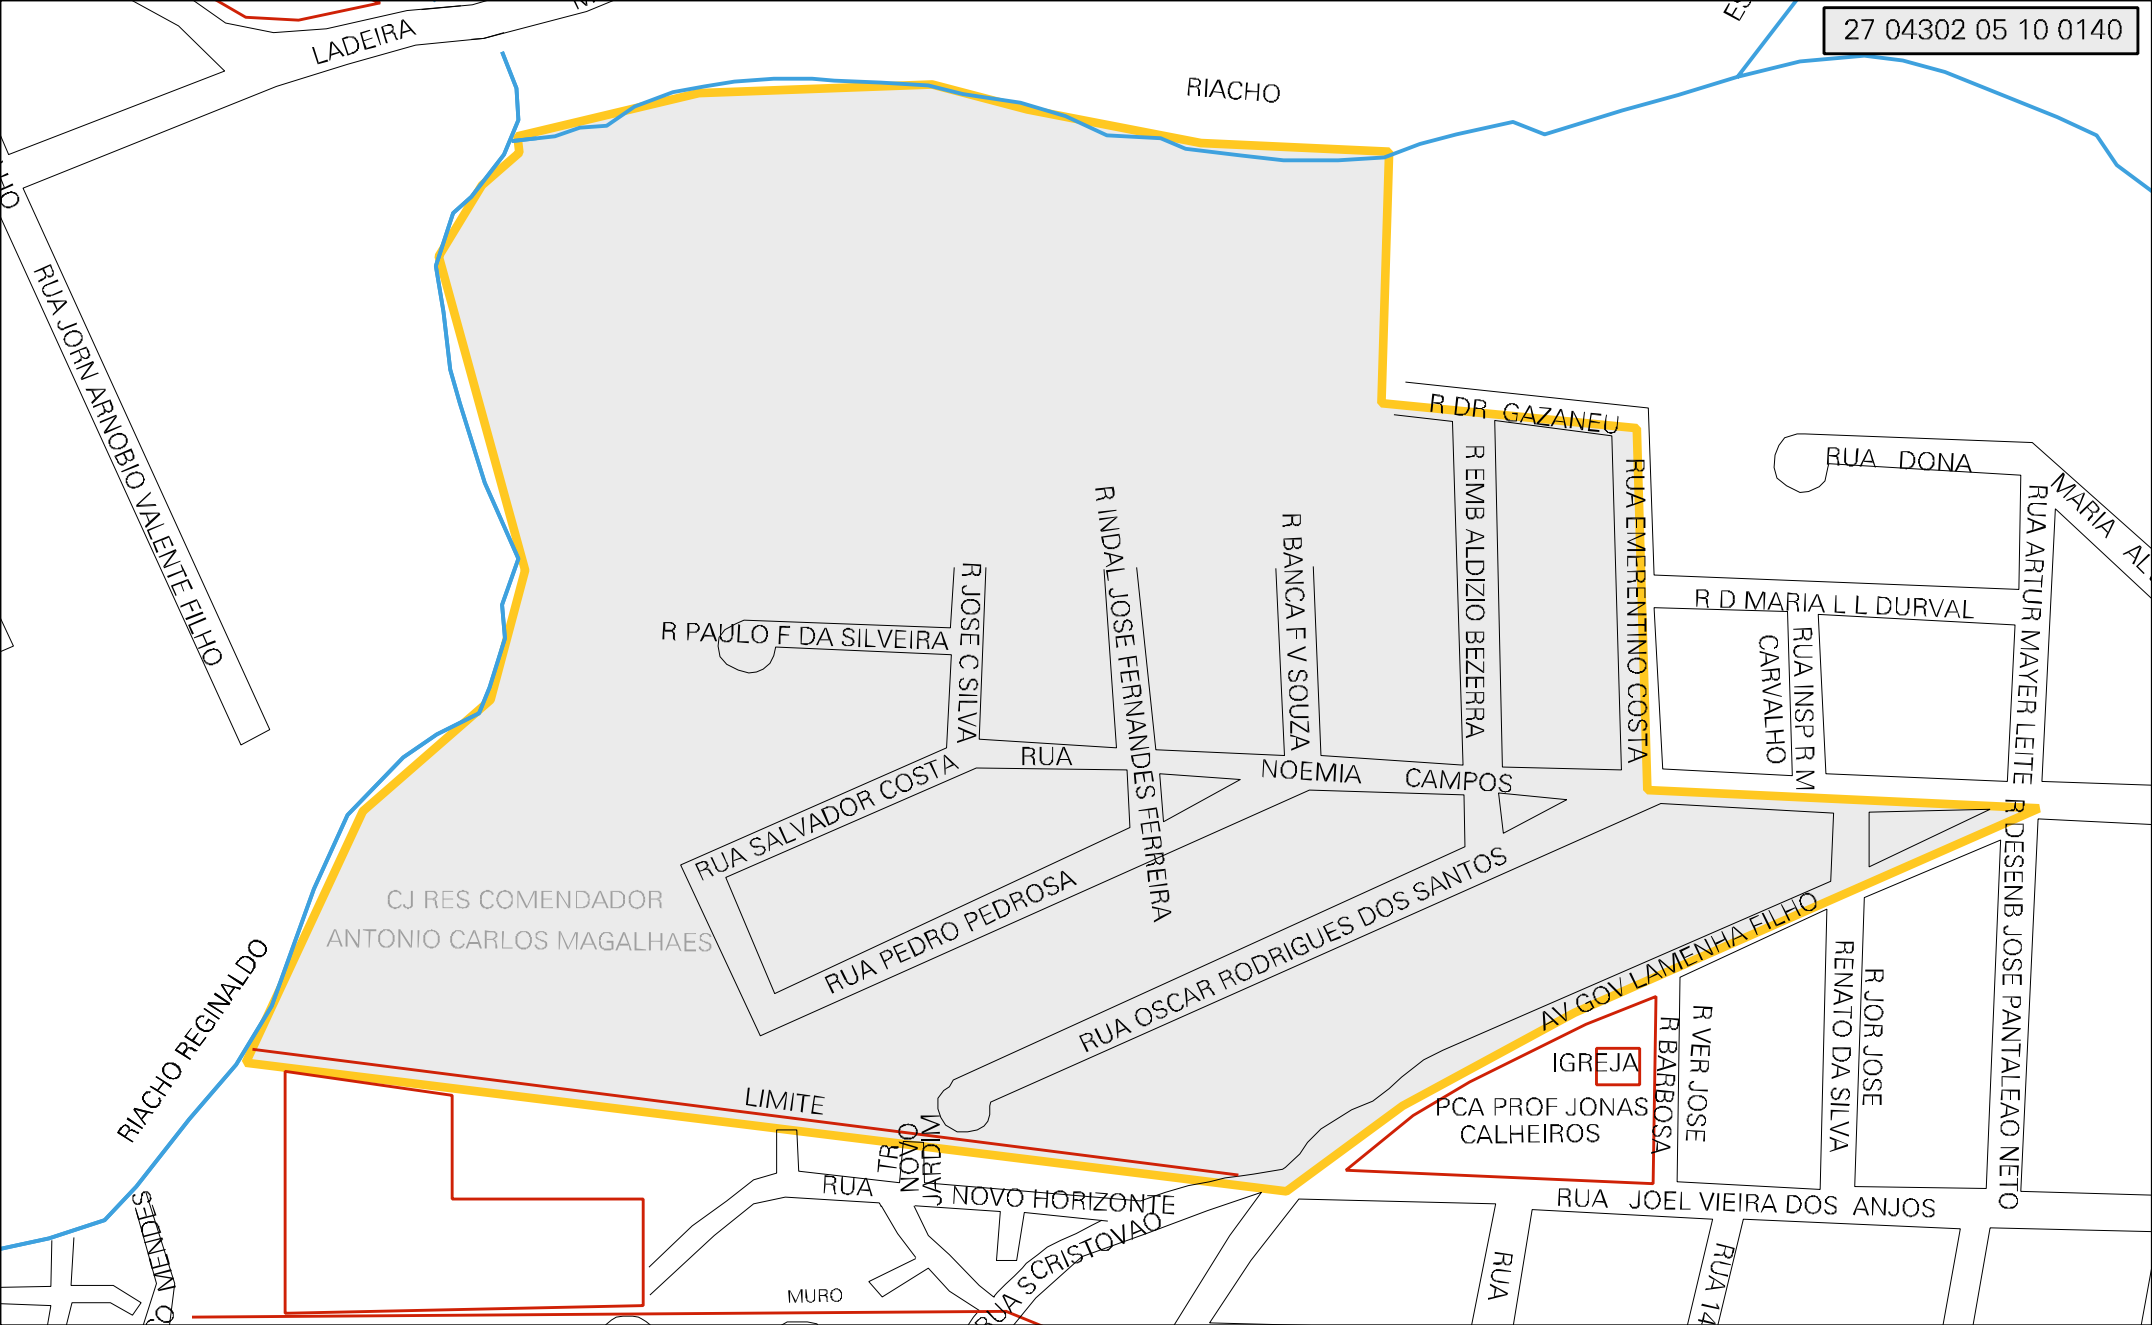 27 04302 05 10 0140
LADEIRA
RIACHO
RUA JORN ARNOBIO VALENTE FILHO
R DR GAZANEU
RUA DONA
MARIA
RUA ARTUR MAYER LEITE
R EMB ALDIZIO BEZERRA
RUA EMERENTINO COSTA
R INDAL JOSE FERNANDES FERREIRA
R BANCA F V SOUZA
R JOSE C SILVA
R PAULO F DA SILVEIRA
R D MARIA L L DURVAL
RUA INSP R M
CARVALHO
RUA
NOEMIA
CAMPOS
RUA SALVADOR COSTA
RUA PEDRO PEDROSA
RUA OSCAR RODRIGUES DOS SANTOS
AV GOV LAMENHA FILHO
CJ RES COMENDADOR
ANTONIO CARLOS MAGALHAES
RIACHO REGINALDO
R DESENB JOSE PANTALEAO NETO
R JOR JOSE
RENATO DA SILVA
R VER JOSE
R BARBOSA
IGREJA
PCA PROF JONAS
CALHEIROS
LIMITE
TR
NOVO
JARDIM
RUA
NOVO HORIZONTE
RUA S CRISTOVAO
RUA JOEL VIEIRA DOS ANJOS
RUA
RUA 14
MENDES
MURO